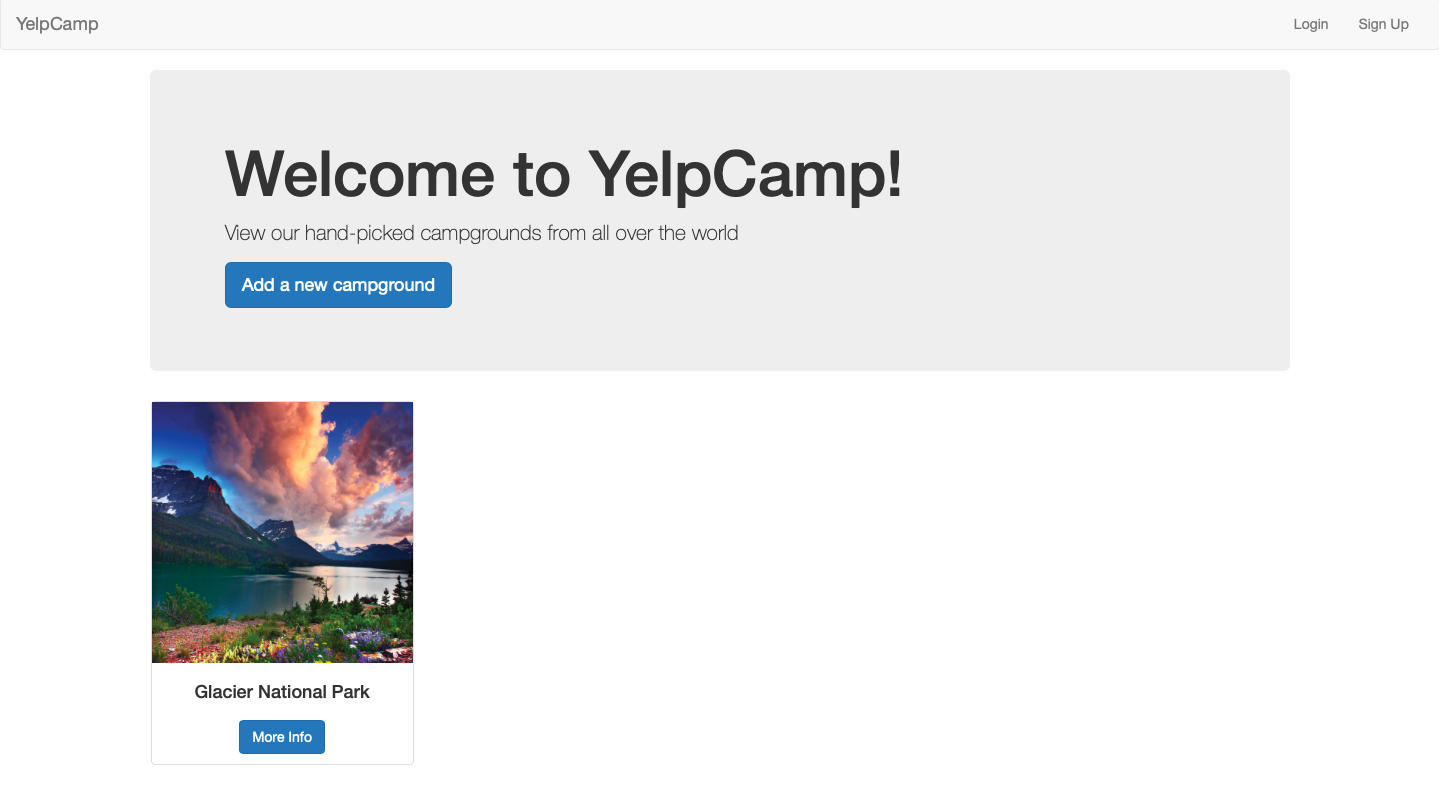 YelpCamp
Login
Sign Up
Welcome to YelpCamp!
View our hand-picked campgrounds from all over the world
Add a new campground
Glacier National Park
More Info